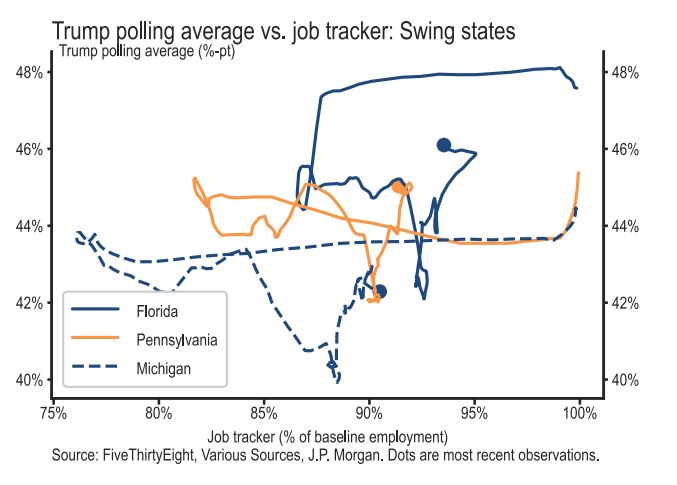 Trump polling average vs. job tracker: Swing states
Trump polling average (%-pt)
48% 48%
46% 46%
44% 44%
42% 42%
Florida
Pennsylvania
Michigan
40% 40%
75% 80% 85% 90% 95% 100%
Job tracker (% of baseline employment)
Source: FiveThirtyEight, Various Sources, J.P. Morgan. Dots are most recent observations.